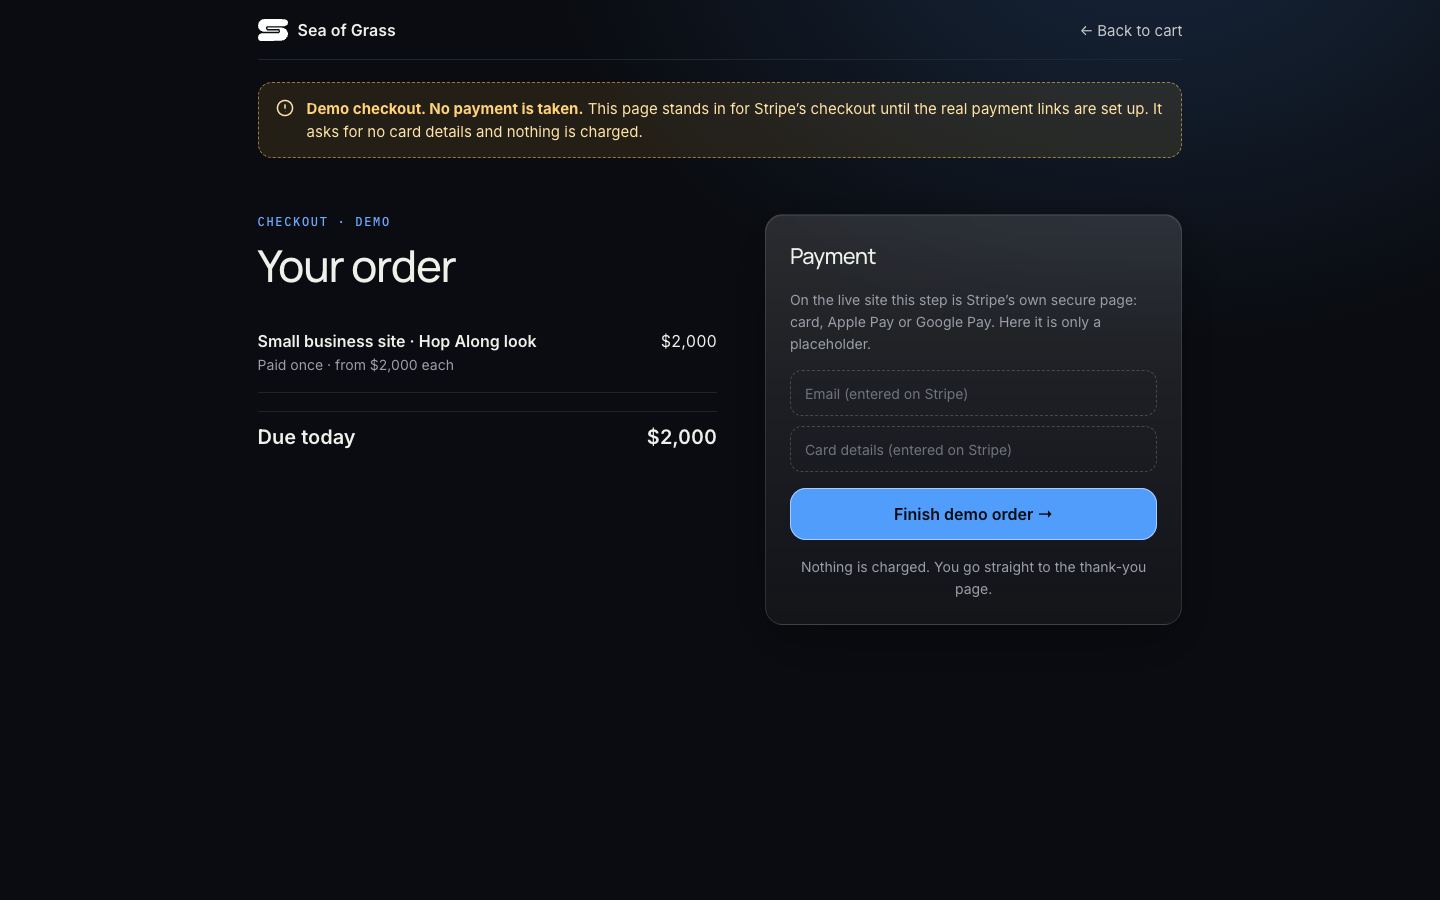 Sea of Grass
← Back to cart
Demo checkout. No payment is taken. This page stands in for Stripe’s checkout until the real payment links are set up. It
asks for no card details and nothing is charged.
CHECKOUT · DEMO
Your order
Small business site · Hop Along look
$2,000
Paid once · from $2,000 each
Due today
$2,000
Payment
On the live site this step is Stripe’s own secure page:
card, Apple Pay or Google Pay. Here it is only a
placeholder.
Email (entered on Stripe)
Card details (entered on Stripe)
Finish demo order →
Nothing is charged. You go straight to the thank-you
page.